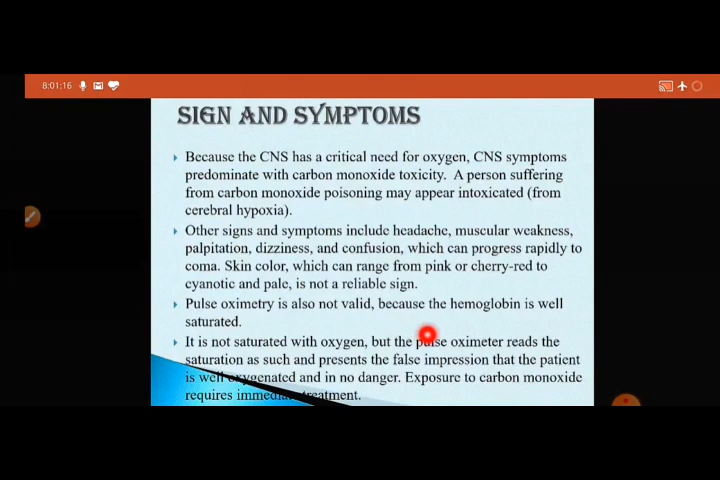 8:01:16
SIGN AND SYMPTOMS
Because the CNS has a critical need for oxygen, CNS symptoms
predominate with carbon monoxide toxicity. A person suffering
from carbon monoxide poisoning may appear intoxicated (from
cerebral hypoxia).
Other signs and symptoms include headache, muscular weakness,
palpitation, dizziness, and confusion, which can progress rapidly to
coma. Skin color, which can range from pink or cherry-red to
cyanotic and pale, is not a reliable sign.
Pulse oximetry is also not valid, because the hemoglobin is well
saturated.
It is not saturated with oxygen, but the pulse oximeter reads the
saturation as such and presents the false impression that the patient
is well oxygenated and in no danger. Exposure to carbon monoxide
requires immediate treatment.